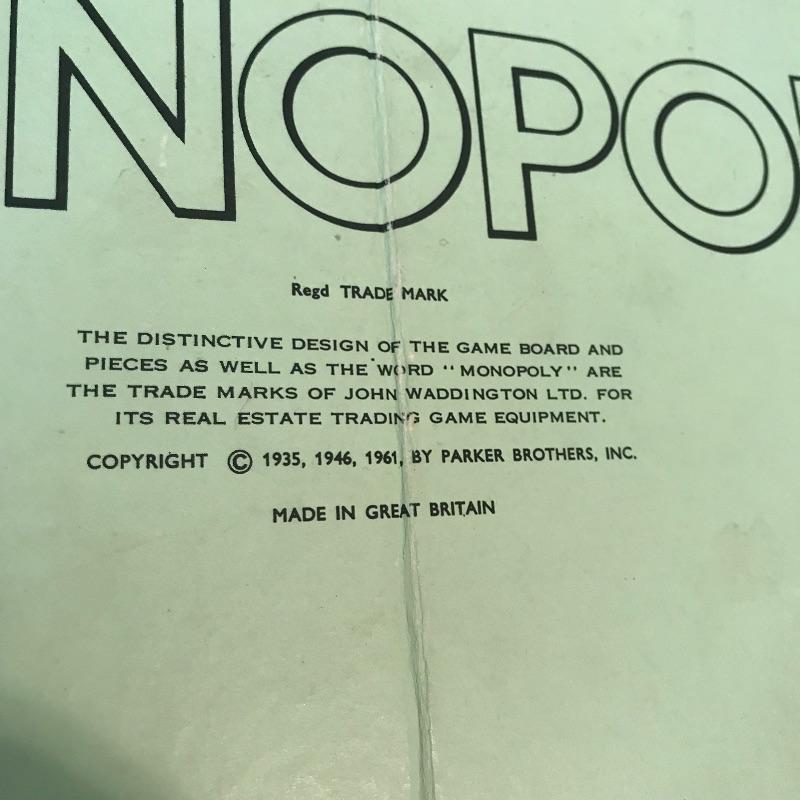 NOPO
Regd TRADE MARK
THE DISTINCTIVE DESIGN OF THE GAME BOARD AND
PIECES AS WELL AS THE WORD "MONOPOLY" ARE
THE TRADE MARKS OF JOHN WADDINGTON LTD. FOR
ITS REAL ESTATE TRADING GAME EQUIPMENT.
COPYRIGHT © 1935, 1946, 1961, BY PARKER BROTHERS, INC.
MADE IN GREAT BRITAIN